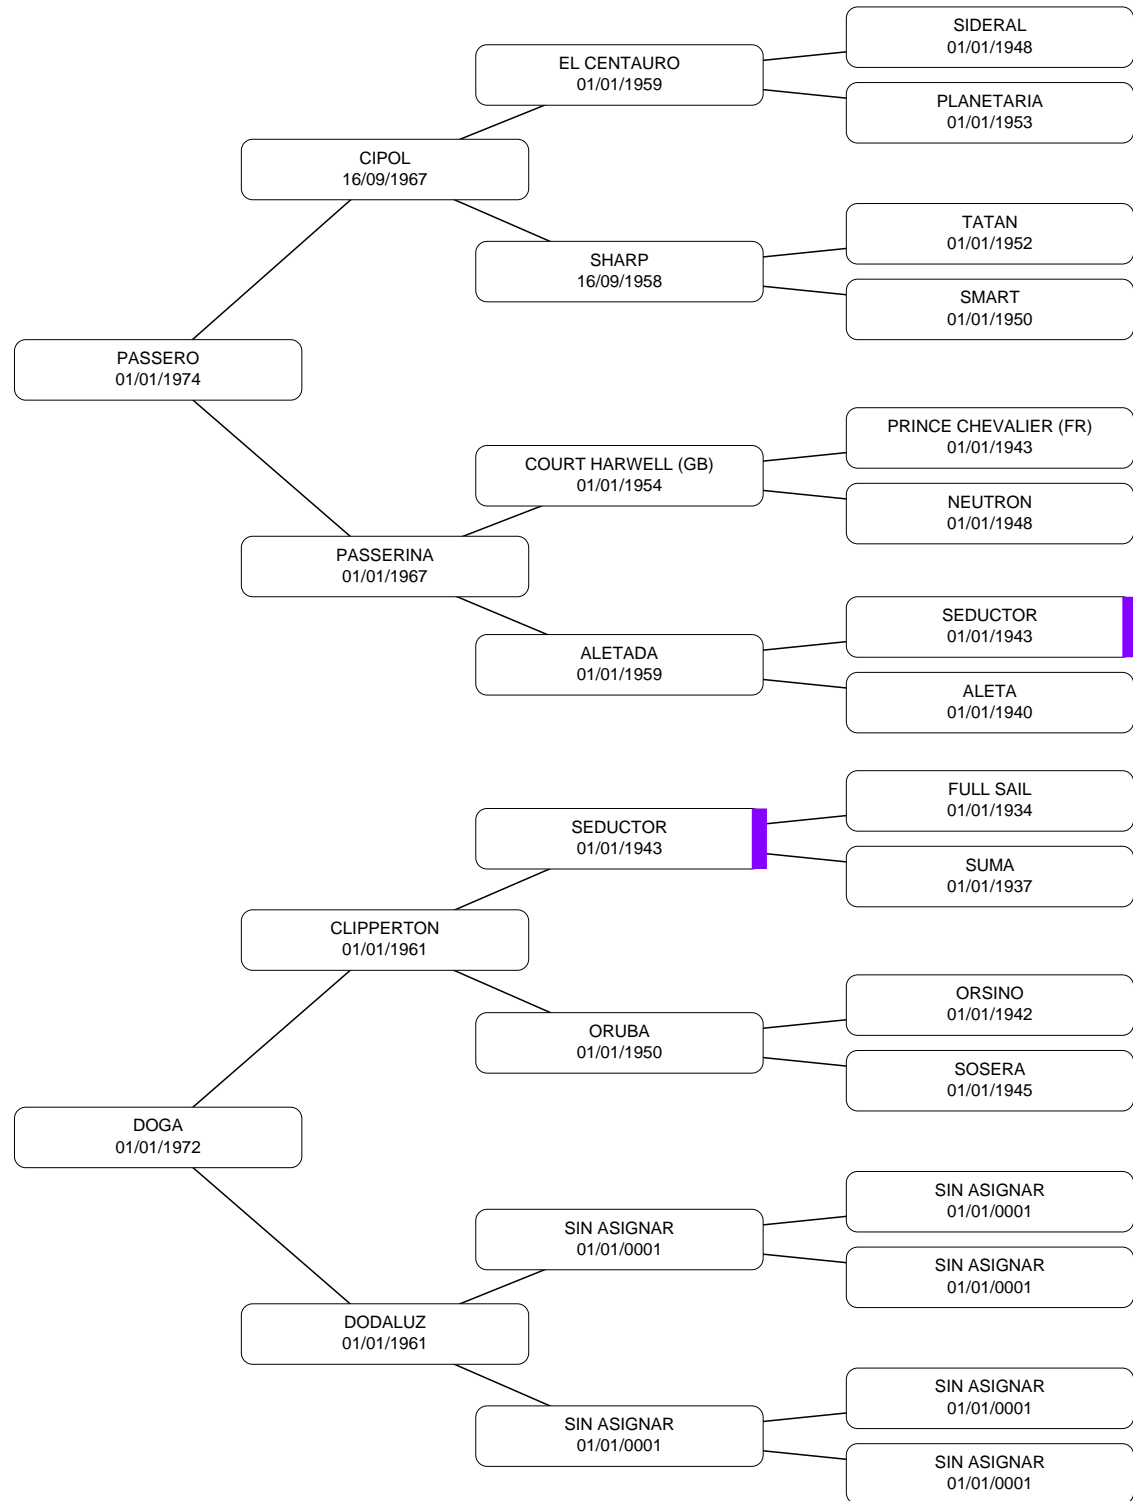 SIDERAL
01/01/1948
EL CENTAURO
01/01/1959
PLANETARIA
01/01/1953
CIPOL
16/09/1967
TATAN
01/01/1952
SHARP
16/09/1958
SMART
01/01/1950
PASSERO
01/01/1974
PRINCE CHEVALIER (FR)
01/01/1943
COURT HARWELL (GB)
01/01/1954
NEUTRON
01/01/1948
PASSERINA
01/01/1967
SEDUCTOR
01/01/1943
ALETADA
01/01/1959
ALETA
01/01/1940
FULL SAIL
01/01/1934
SEDUCTOR
01/01/1943
SUMA
01/01/1937
CLIPPERTON
01/01/1961
ORSINO
01/01/1942
ORUBA
01/01/1950
SOSERA
01/01/1945
DOGA
01/01/1972
SIN ASIGNAR
01/01/0001
SIN ASIGNAR
01/01/0001
SIN ASIGNAR
01/01/0001
DODALUZ
01/01/1961
SIN ASIGNAR
01/01/0001
SIN ASIGNAR
01/01/0001
SIN ASIGNAR
01/01/0001